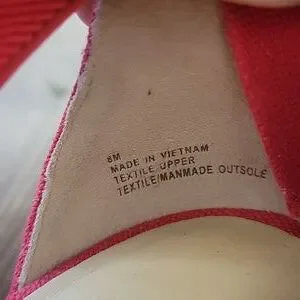 8M
MADE IN VIETNAM
TEXTILE UPPER
TEXTILE/MANMADE OUTSOLE